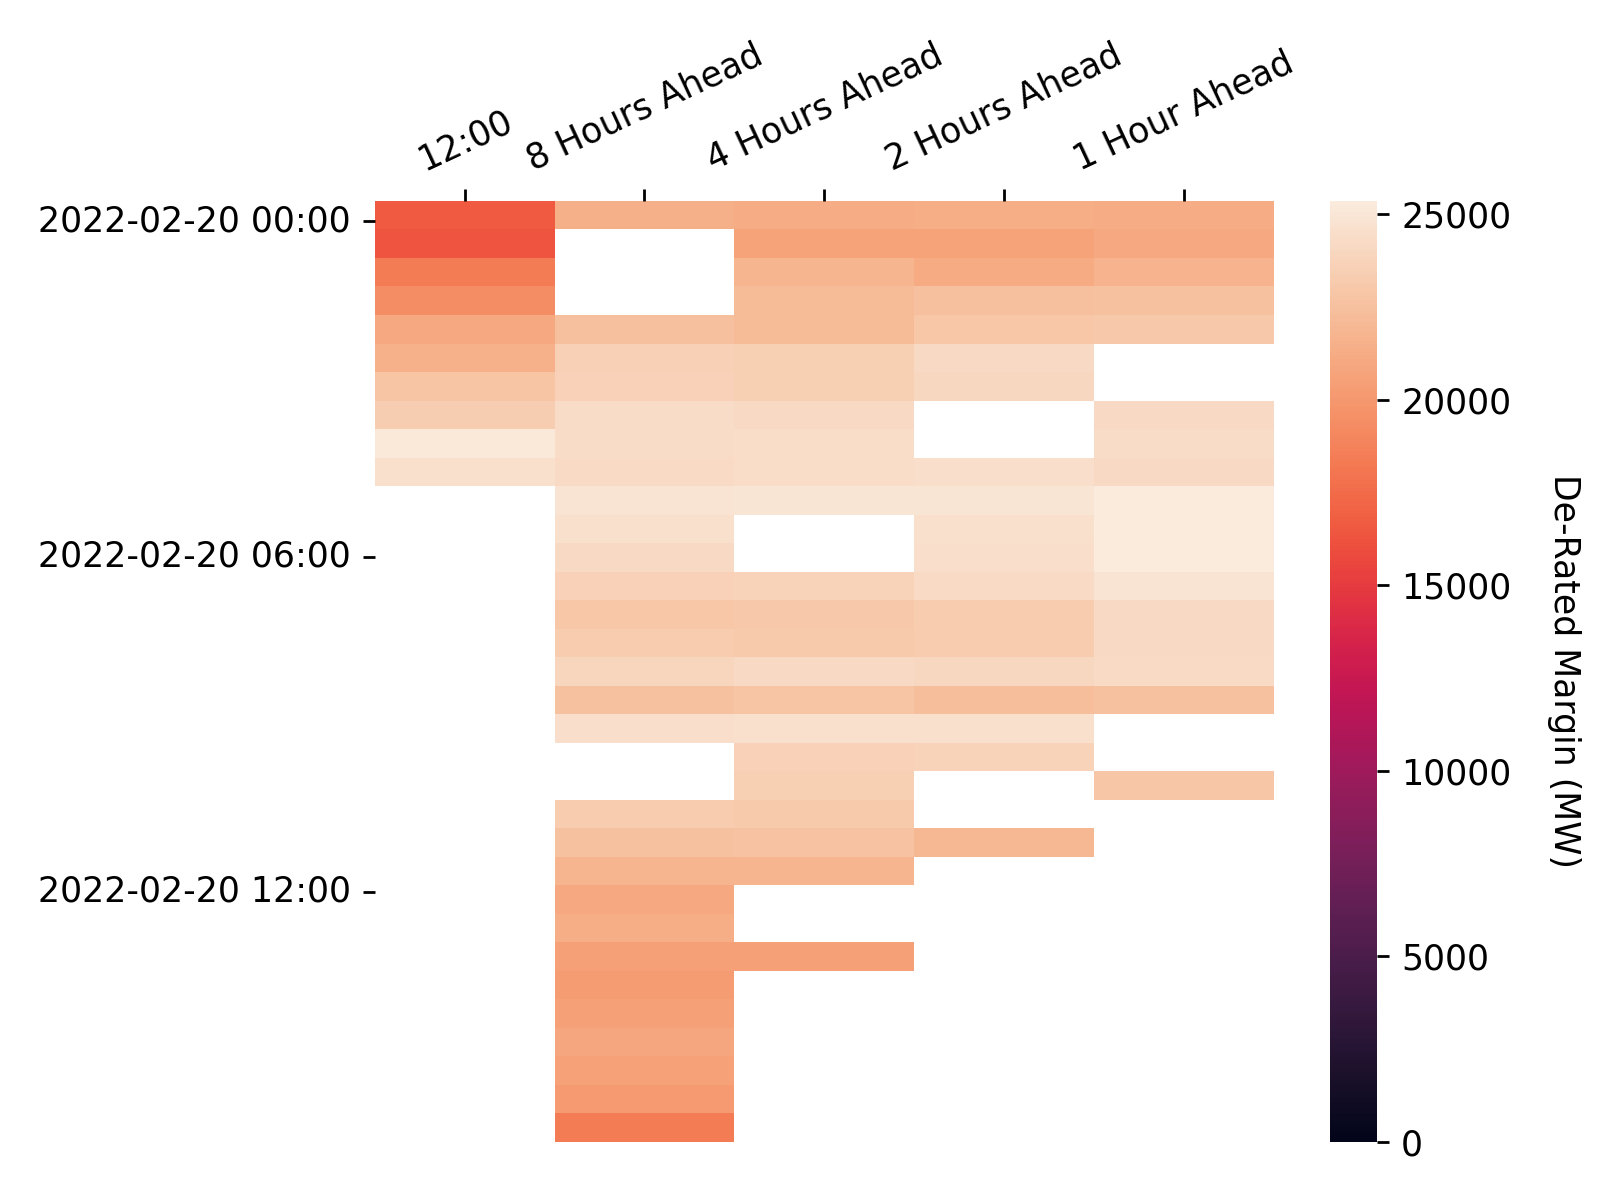 12:00
8 Hours Ahead
4 Hours Ahead
2 Hours Ahead
1 Hour Ahead
2022-02-20 00:00
2022-02-20 06:00
2022-02-20 12:00
25000
20000
15000
10000
5000
0
De-Rated Margin (MW)